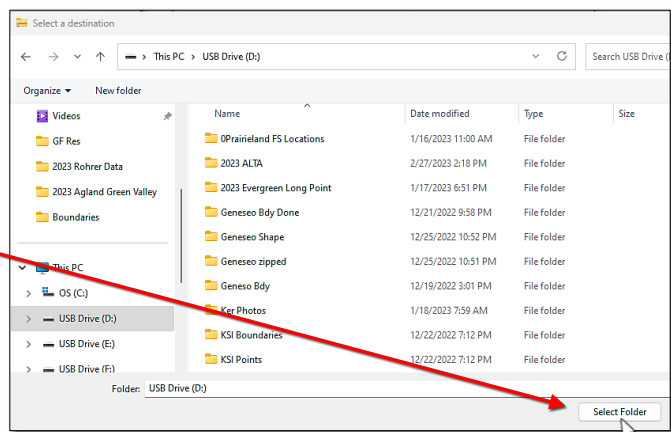 Select a destination
This PC > USB Drive (D:)
Search USB Drive (
Organize
New folder
Name Date modified Type Size
Videos
GF Res
2023 Rohrer Data
2023 Agland Green Valley
Boundaries
This PC
OS (C:)
USB Drive (D:)
USB Drive (E:)
USB Drive (F:)
0Prairieland FS Locations 1/16/2023 11:00 AM File folder
2023 ALTA 2/27/2023 2:18 PM File folder
2023 Evergreen Long Point 1/17/2023 6:51 PM File folder
Geneseo Bdy Done 12/21/2022 9:58 PM File folder
Geneseo Shape 12/25/2022 10:52 PM File folder
Geneseo zipped 12/25/2022 10:51 PM File folder
Geneso Bdy 12/19/2022 3:01 PM File folder
Ker Photos 1/18/2023 7:59 AM File folder
KSI Boundaries 12/22/2022 7:12 PM File folder
KSI Points 12/22/2022 7:12 PM File folder
Folder: USB Drive (D:)
Select Folder